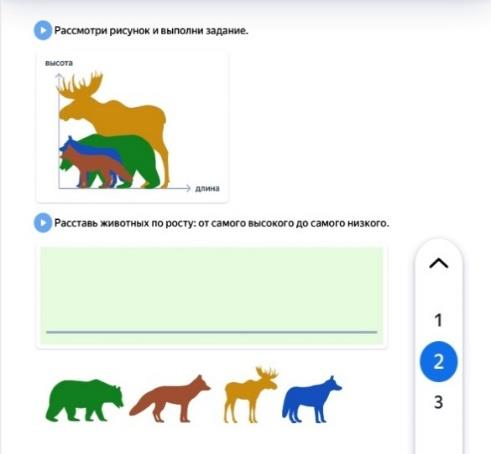 Рассмотри рисунок и выполни задание.
высота
длина
Расставь животных по росту: от самого высокого до самого низкого.
1
2
3